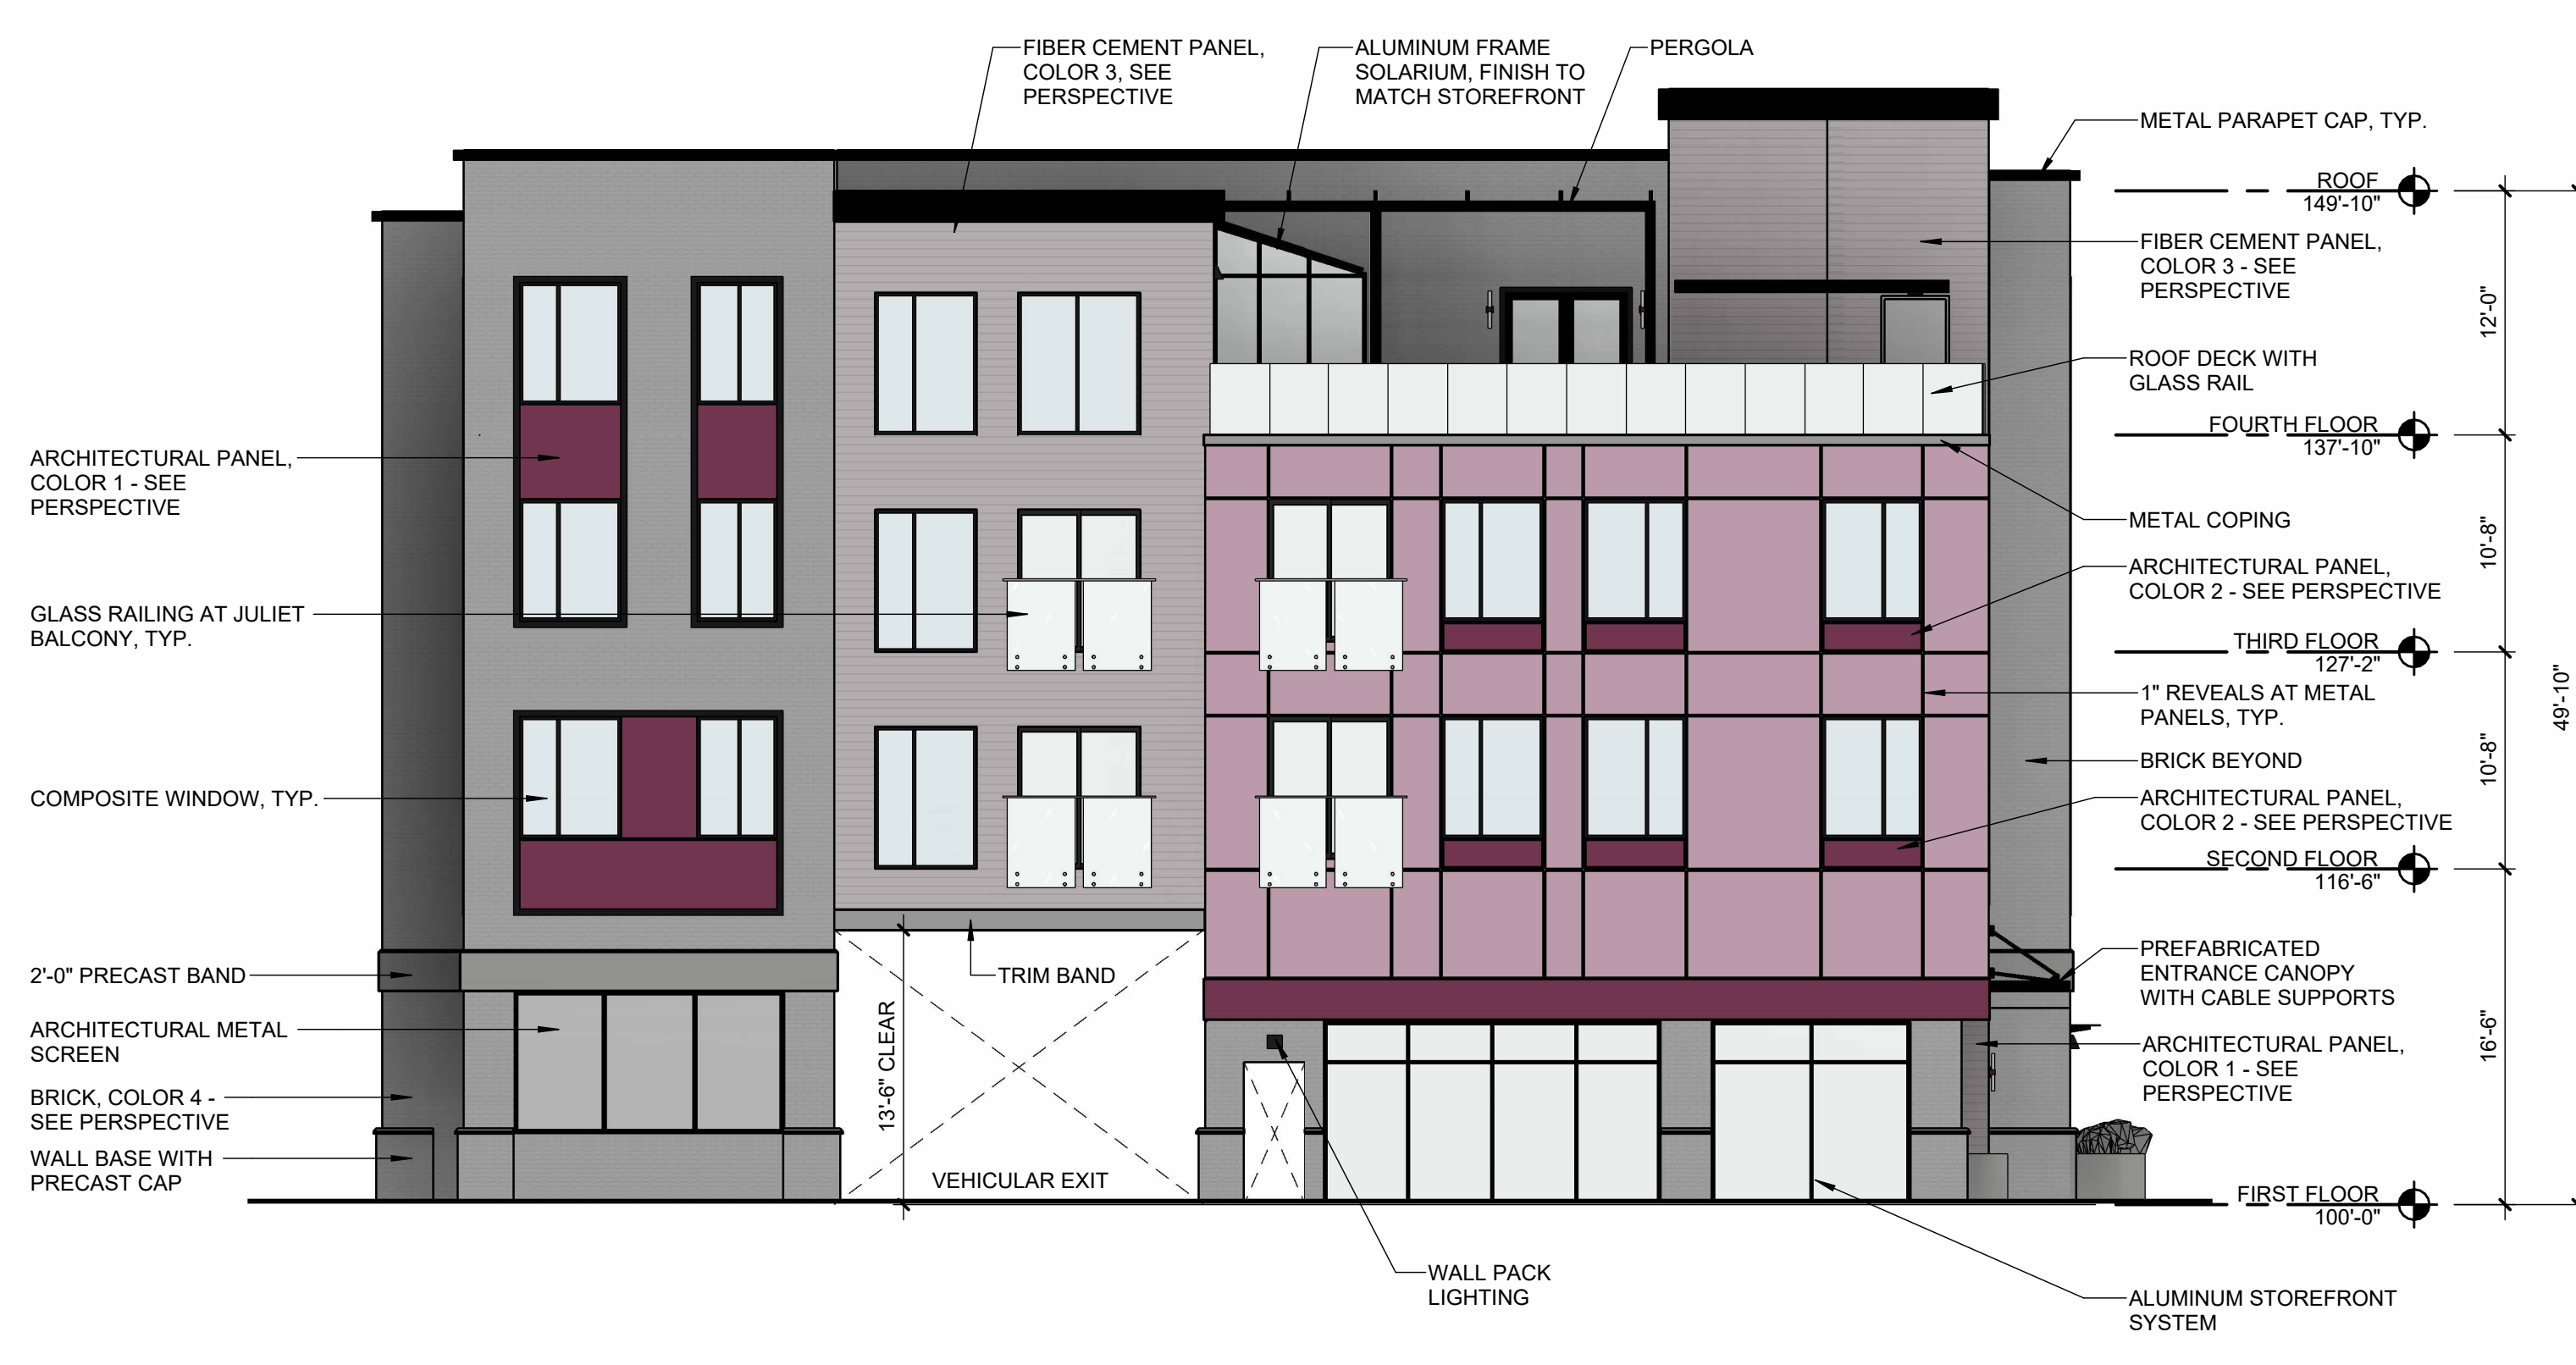 FIBER CEMENT PANEL,
COLOR 3, SEE
PERSPECTIVE
ALUMINUM FRAME
SOLARIUM, FINISH TO
MATCH STOREFRONT
PERGOLA
METAL PARAPET CAP, TYP.
ROOF
149'-10"
FIBER CEMENT PANEL,
COLOR 3 - SEE
PERSPECTIVE
12'-0"
ROOF DECK WITH
GLASS RAIL
FOURTH FLOOR
137'-10"
ARCHITECTURAL PANEL,
COLOR 1 - SEE
PERSPECTIVE
METAL COPING
10'-8"
ARCHITECTURAL PANEL,
COLOR 2 - SEE PERSPECTIVE
GLASS RAILING AT JULIET
BALCONY, TYP.
THIRD FLOOR
127'-2"
1" REVEALS AT METAL
PANELS, TYP.
49'-10"
BRICK BEYOND
10'-8"
COMPOSITE WINDOW, TYP.
ARCHITECTURAL PANEL,
COLOR 2 - SEE PERSPECTIVE
SECOND FLOOR
116'-6"
2'-0" PRECAST BAND
TRIM BAND
PREFABRICATED
ENTRANCE CANOPY
WITH CABLE SUPPORTS
ARCHITECTURAL METAL
SCREEN
13'-6" CLEAR
16'-6"
ARCHITECTURAL PANEL,
COLOR 1 - SEE
PERSPECTIVE
BRICK, COLOR 4 -
SEE PERSPECTIVE
WALL BASE WITH
PRECAST CAP
VEHICULAR EXIT
FIRST FLOOR
100'-0"
WALL PACK
LIGHTING
ALUMINUM STOREFRONT
SYSTEM